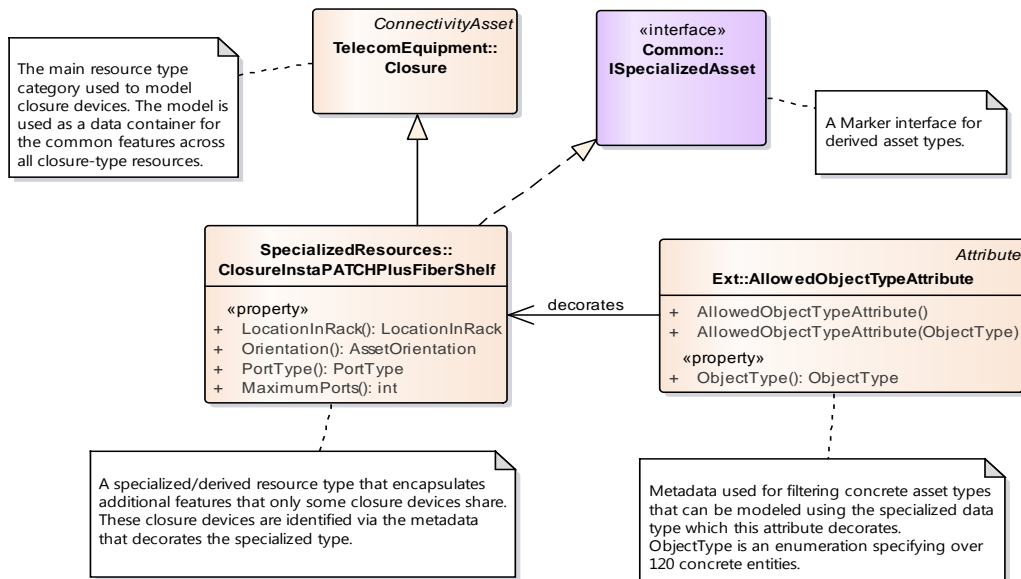 ConnectivityAsset
TelecomEquipment::
Closure
«interface»
Common::
ISpecializedAsset
The main resource type
category used to model
closure devices. The model is
used as a data container for
the common features across
all closure-type resources.
A Marker interface for
derived asset types.
SpecializedResources::
ClosureInstaPATCHPlusFiberShelf
«property»
+ LocationInRack(): LocationInRack
+ Orientation(): AssetOrientation
+ PortType(): PortType
+ MaximumPorts(): int
decorates
Attribute
Ext::AllowedObjectTypeAttribute
+ AllowedObjectTypeAttribute()
+ AllowedObjectTypeAttribute(ObjectType)
«property»
+ ObjectType(): ObjectType
A specialized/derived resource type that encapsulates
additional features that only some closure devices share.
These closure devices are identified via the metadata
that decorates the specialized type.
Metadata used for filtering concrete asset types
that can be modeled using the specialized data
type which this attribute decorates.
ObjectType is an enumeration specifying over
120 concrete entities.